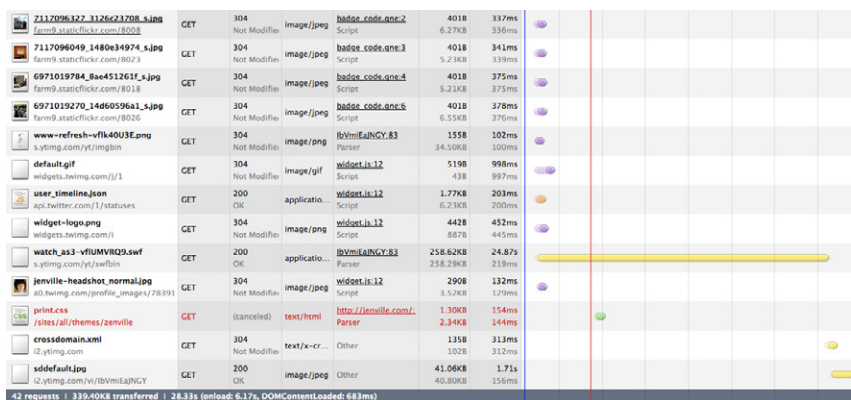 7117096327_3126c23708_s.jpg GET 304 image/jpeg badge_code.gne:2 401B 337ms
farm9.staticflickr.com/8008 Not Modifie Script 6.27KB 336ms
7117096049_1480e34974_s.jpg GET 304 image/jpeg badge_code.gne:3 401B 341ms
farm9.staticflickr.com/8023 Not Modifie Script 5.23KB 339ms
6971019784_8ae451261f_s.jpg GET 304 image/jpeg badge_code.gne:4 401B 375ms
farm9.staticflickr.com/8018 Not Modifie Script 5.21KB 375ms
6971019270_14d60596a1_s.jpg GET 304 image/jpeg badge_code.gne:6 401B 378ms
farm9.staticflickr.com/8026 Not Modifie Script 6.55KB 376ms
www-refresh-vflk40U3E.png GET 304 image/png IbVmiEaJNGY:83 155B 102ms
s.ytimg.com/yt/imgbin Not Modifie Parser 34.50KB 100ms
default.gif GET 304 image/gif widget.js:12 519B 998ms
widgets.twimg.com/j/1 Not Modifie Script 43B 997ms
user_timeline.json GET 200 applicatio... widget.js:12 1.77KB 203ms
api.twitter.com/1/statuses OK Script 6.23KB 200ms
widget-logo.png GET 304 image/png widget.js:12 442B 452ms
widgets.twimg.com/i Not Modifie Script 887B 445ms
watch_as3-vflUMVRQ9.swf GET 200 applicatio... IbVmiEaJNGY:83 258.62KB 24.87s
s.ytimg.com/yt/swfbin OK Parser 258.29KB 219ms
jenville-headshot_normal.jpg GET 304 image/jpeg widget.js:12 290B 132ms
a0.twimg.com/profile_images/78391 Not Modifie Script 3.52KB 129ms
print.css GET (canceled) text/html http://jenville.com/: 1.30KB 154ms
/sites/all/themes/zenville Parser 2.34KB 144ms
crossdomain.xml GET 304 text/x-cr... Other 135B 313ms
i2.ytimg.com Not Modifie 102B 312ms
sddefault.jpg GET 200 image/jpeg Other 41.06KB 1.71s
i2.ytimg.com/vi/IbVmiEaJNGY OK 40.80KB 156ms
42 requests | 339.40KB transferred | 28.33s (onload: 6.17s, DOMContentLoaded: 683ms)